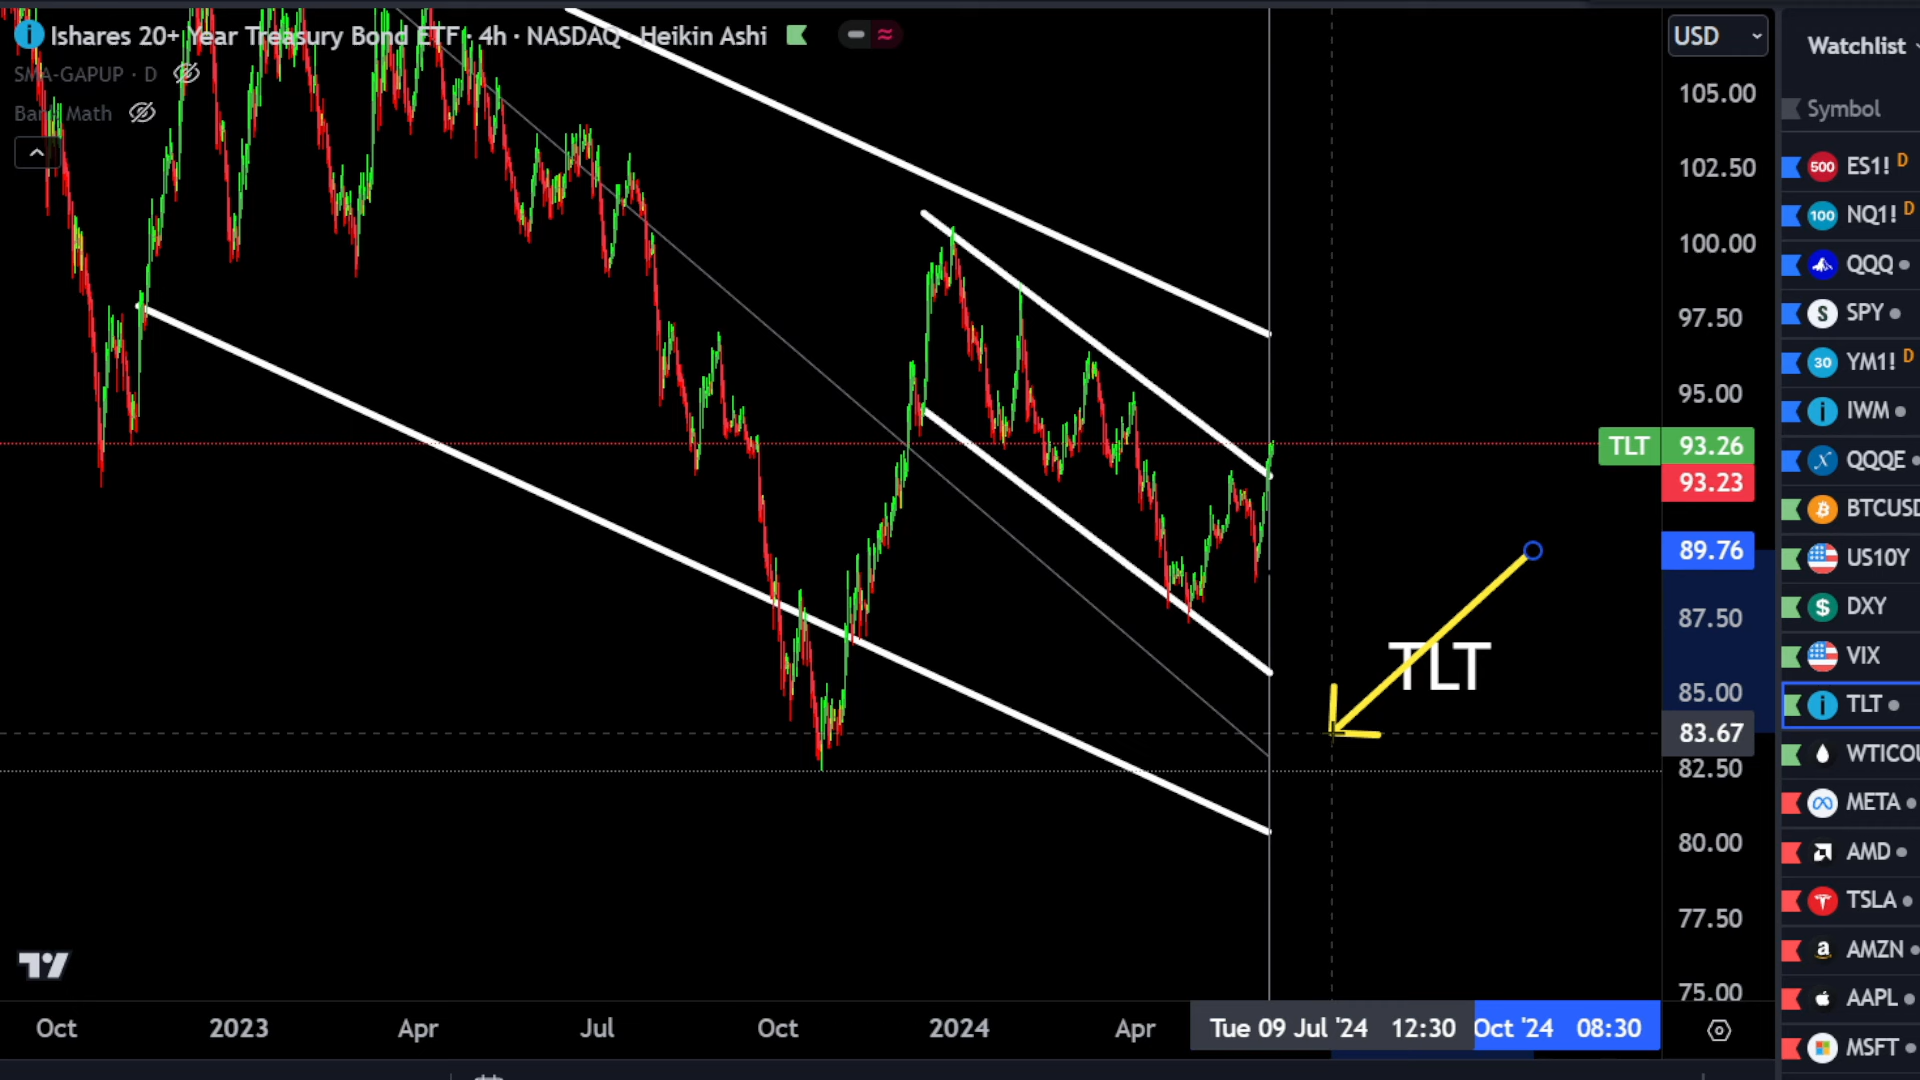 Ishares 20+ Year Treasury Bond ETF · 4h · NASDAQ · Heikin Ashi
SMA-GAPUP · D
Bar Math
USD
105.00
102.50
100.00
97.50
95.00
TLT 93.26
93.23
89.76
87.50
85.00
83.67
82.50
80.00
77.50
75.00
TLT
Oct 2023 Apr Jul Oct 2024 Apr Tue 09 Jul '24 12:30 Oct '24 08:30
Watchlist
Symbol
500 ES1! D
100 NQ1! D
QQQ
S SPY
30 YM1! D
IWM
QQQE
BTCUSD
US10Y
DXY
VIX
TLT
WTICO
META
AMD
TSLA
AMZN
AAPL
MSFT